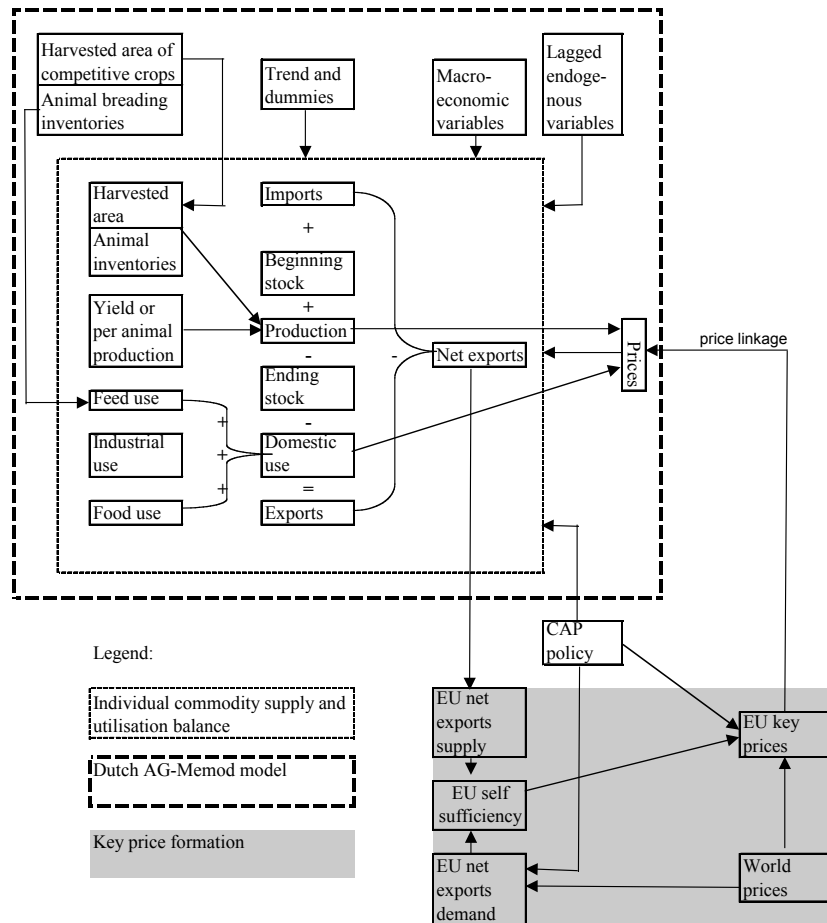 Harvested area of
competitive crops
Animal breading
inventories
Trend and
dummies
Macro-
economic
variables
Lagged
endoge-
nous
variables
Harvested
area
Animal
inventories
Yield or
per animal
production
Feed use
Industrial
use
Food use
+
+
+
Imports
+
Beginning
stock
+
Production
-
Ending
stock
-
Domestic
use
=
Exports
-
Net exports
Prices
price linkage
CAP
policy
Legend:
Individual commodity supply and
utilisation balance
Dutch AG-Memod model
Key price formation
EU net
exports
supply
EU self
sufficiency
EU net
exports
demand
EU key
prices
World
prices